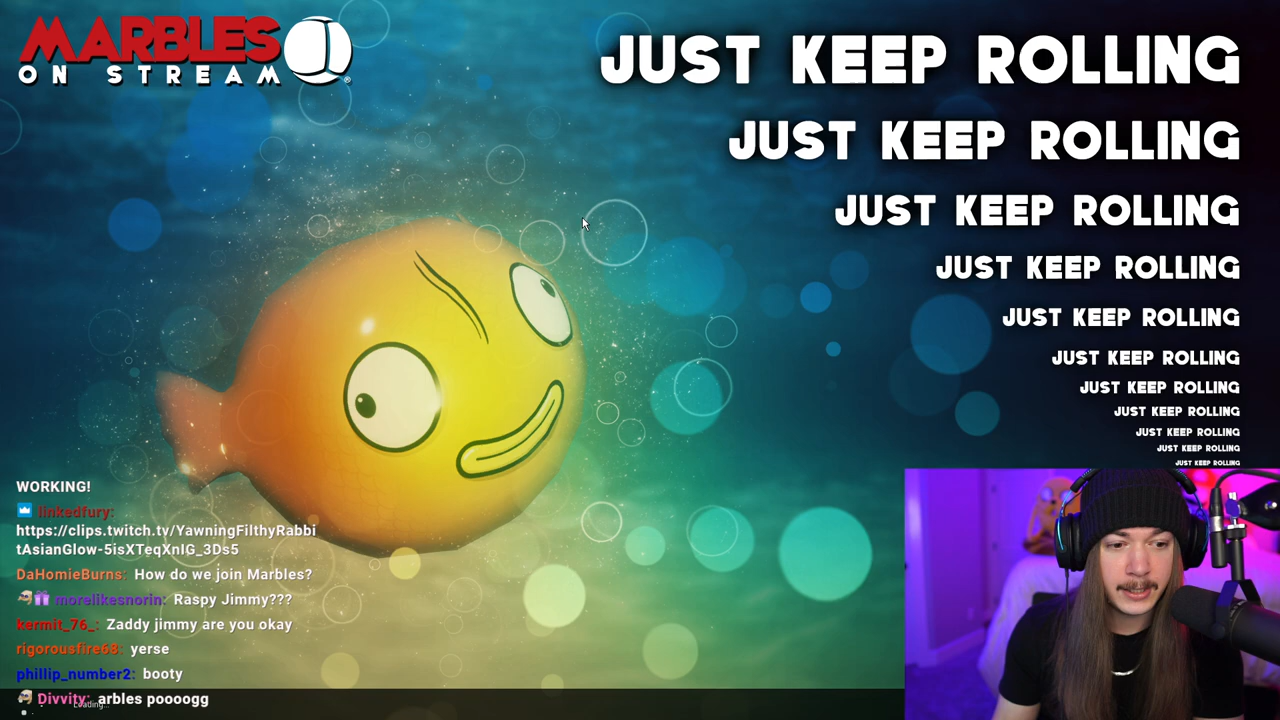 MARBLES
ON STREAM
JUST KEEP ROLLING
JUST KEEP ROLLING
JUST KEEP ROLLING
JUST KEEP ROLLING
JUST KEEP ROLLING
JUST KEEP ROLLING
JUST KEEP ROLLING
JUST KEEP ROLLING
JUST KEEP ROLLING
JUST KEEP ROLLING
JUST KEEP ROLLING
WORKING!
linkedfury:
https://clips.twitch.tv/YawningFilthyRabbi
tAsianGlow-5isXTeqXnIG_3Ds5
DaHomieBurns: How do we join Marbles?
morelikesnorin: Raspy Jimmy???
kermit_76_: Zaddy jimmy are you okay
rigorousfire68: yerse
phillip_number2: booty
Divvity: arbles poooogg
Loading...